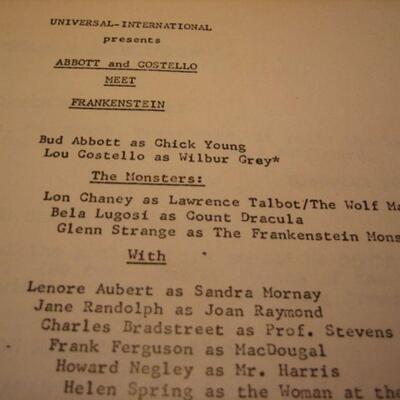 UNIVERSAL-INTERNATIONAL
presents
ABBOTT and COSTELLO
MEET
FRANKENSTEIN
Bud Abbott as Chick Young
Lou Costello as Wilbur Grey*
The Monsters:
Lon Chaney as Lawrence Talbot/The Wolf Ma
Bela Lugosi as Count Dracula
Glenn Strange as The Frankenstein Mons
With
Lenore Aubert as Sandra Mornay
Jane Randolph as Joan Raymond
Charles Bradstreet as Prof. Stevens
Frank Ferguson as MacDougal
Howard Negley as Mr. Harris
Helen Spring as the Woman at the